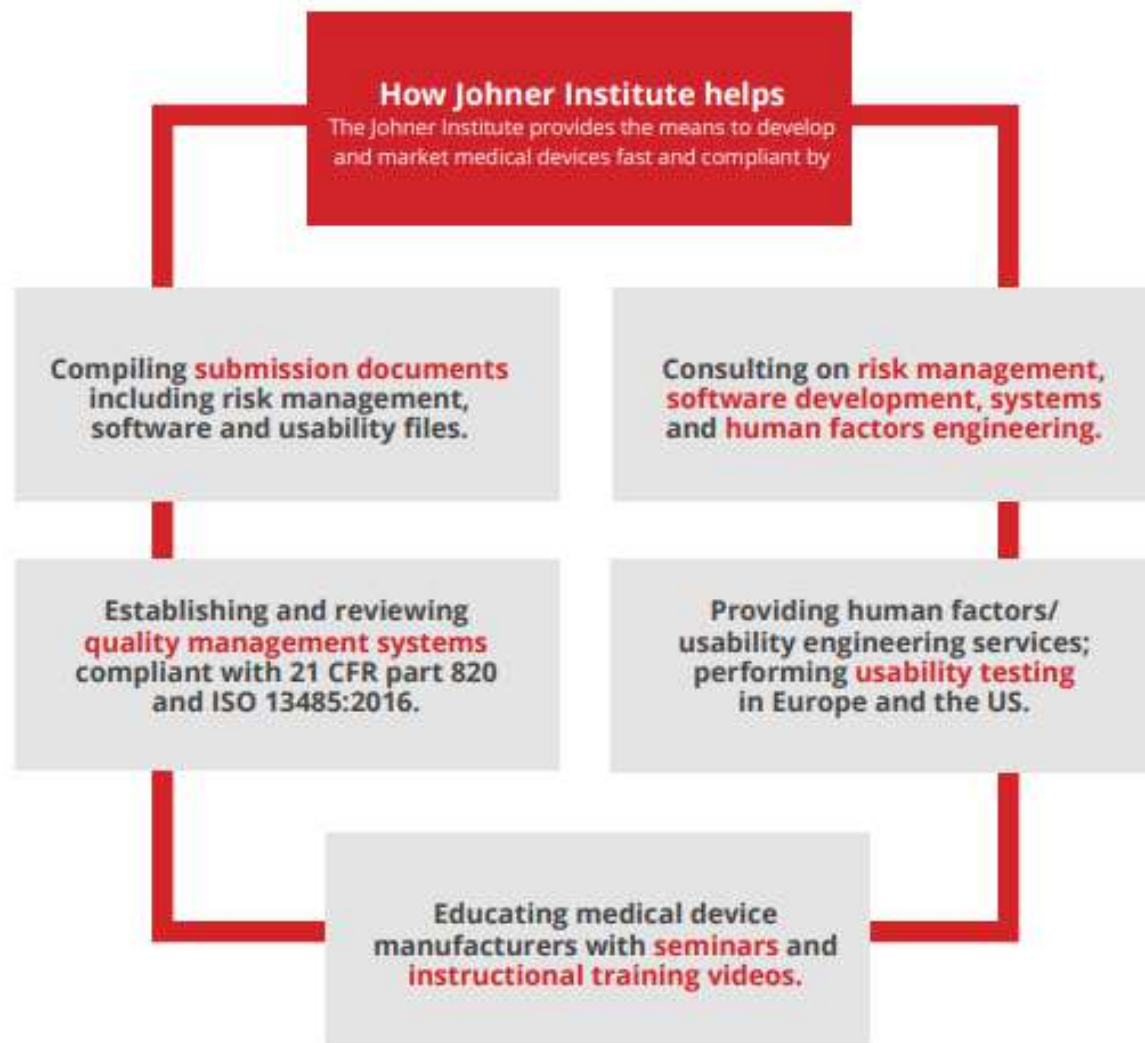 How Johner Institute helps
The Johner Institute provides the means to develop
and market medical devices fast and compliant by
Compiling submission documents
including risk management,
software and usability files.
Consulting on risk management,
software development, systems
and human factors engineering.
Establishing and reviewing
quality management systems
compliant with 21 CFR part 820
and ISO 13485:2016.
Providing human factors/
usability engineering services;
performing usability testing
in Europe and the US.
Educating medical device
manufacturers with seminars and
instructional training videos.